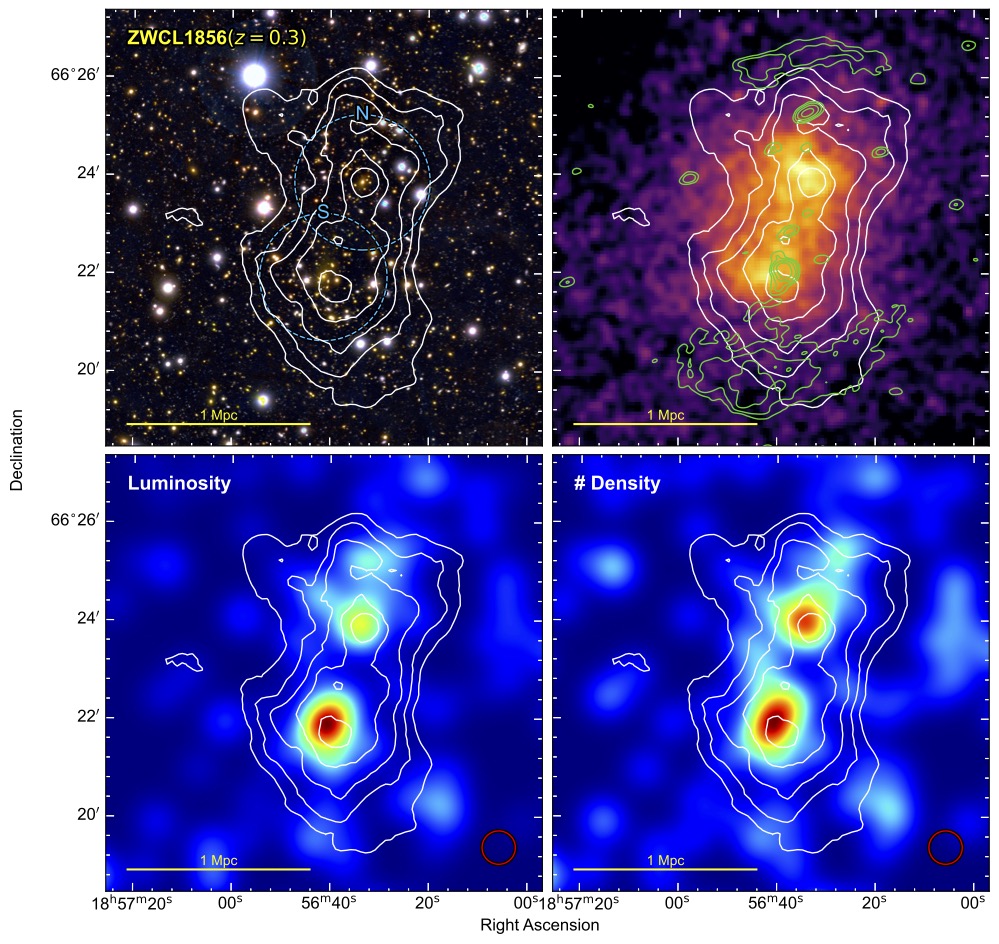 ZWCL1856(z = 0.3)
N
S
1 Mpc
1 Mpc
66°26′
24′
22′
20′
Declination
Luminosity
# Density
1 Mpc
1 Mpc
66°26′
24′
22′
20′
18ʰ57ᵐ20ˢ 00ˢ 56ᵐ40ˢ 20ˢ 00ˢ 18ʰ57ᵐ20ˢ 00ˢ 56ᵐ40ˢ 20ˢ 00ˢ
Right Ascension